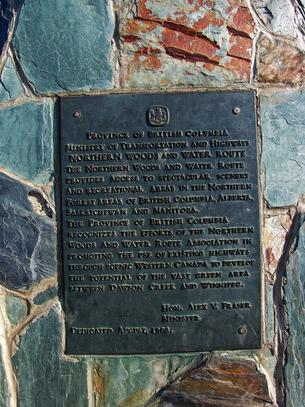 PROVINCE OF BRITISH COLUMBIA
MINISTRY OF TRANSPORTATION AND HIGHWAYS
NORTHERN WOODS AND WATER ROUTE
THE NORTHERN WOODS AND WATER ROUTE
PROVIDES ACCESS TO SPECTACULAR SCENERY
AND RECREATIONAL AREAS IN THE NORTHERN
FOREST AREAS OF BRITISH COLUMBIA, ALBERTA,
SASKATCHEWAN AND MANITOBA.
THE PROVINCE OF BRITISH COLUMBIA
RECOGNIZES THE EFFORTS OF THE NORTHERN
WOODS AND WATER ROUTE ASSOCIATION IN
PROMOTING THE USE OF EXISTING HIGHWAYS
THROUGH SCENIC WESTERN CANADA, TO DEVELOP
THE POTENTIAL OF THE VAST GREEN AREA
BETWEEN DAWSON CREEK AND WINNIPEG.
HON. ALEX V. FRASER
MINISTER
DEDICATED AUGUST,